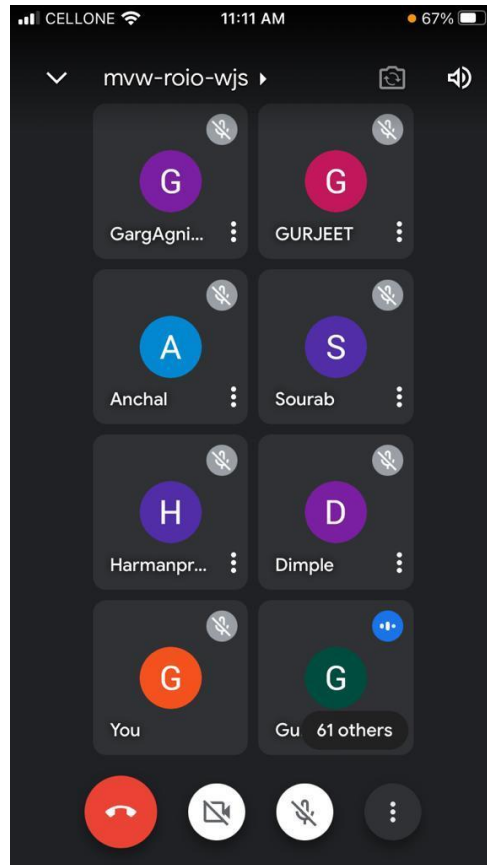 CELLONE 11:11 AM 67%
mvw-roio-wjs
G G
GargAgni... GURJEET
A S
Anchal Sourab
H D
Harmanpr... Dimple
G G
You Gu 61 others